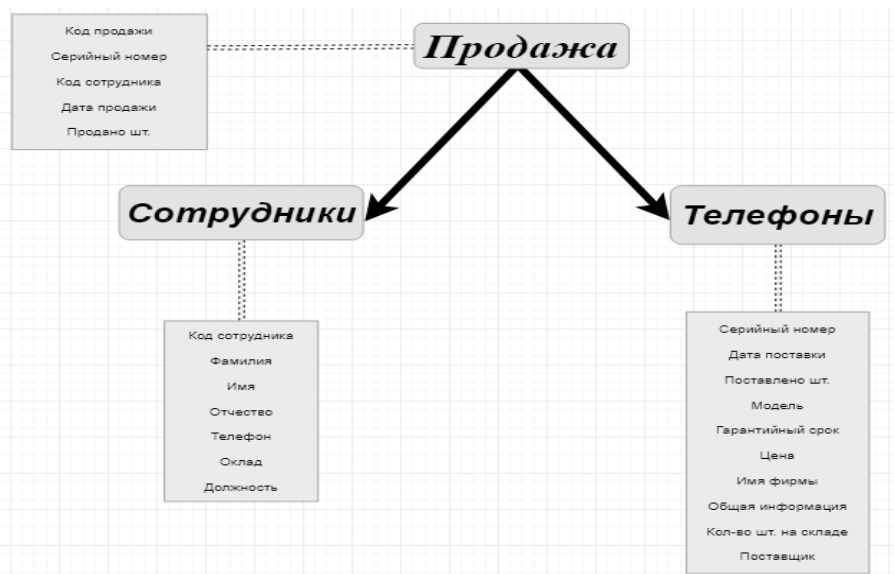 Код продажи
Серийный номер
Код сотрудника
Дата продажи
Продано шт.
Продажа
Сотрудники
Телефоны
Код сотрудника
Фамилия
Имя
Отчество
Телефон
Оклад
Должность
Серийный номер
Дата поставки
Поставлено шт.
Модель
Гарантийный срок
Цена
Имя фирмы
Общая информация
Кол-во шт. на складе
Поставщик